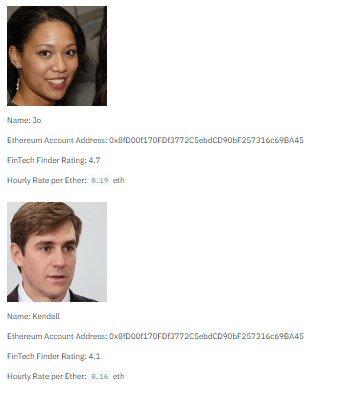 Name: Jo
Ethereum Account Address: 0x8fD00f170FDf3772C5ebdCD90bF257316c69BA45
FinTech Finder Rating: 4.7
Hourly Rate per Ether: 0.19 eth
Name: Kendall
Ethereum Account Address: 0x8fD00f170FDf3772C5ebdCD90bF257316c69BA45
FinTech Finder Rating: 4.1
Hourly Rate per Ether: 0.16 eth